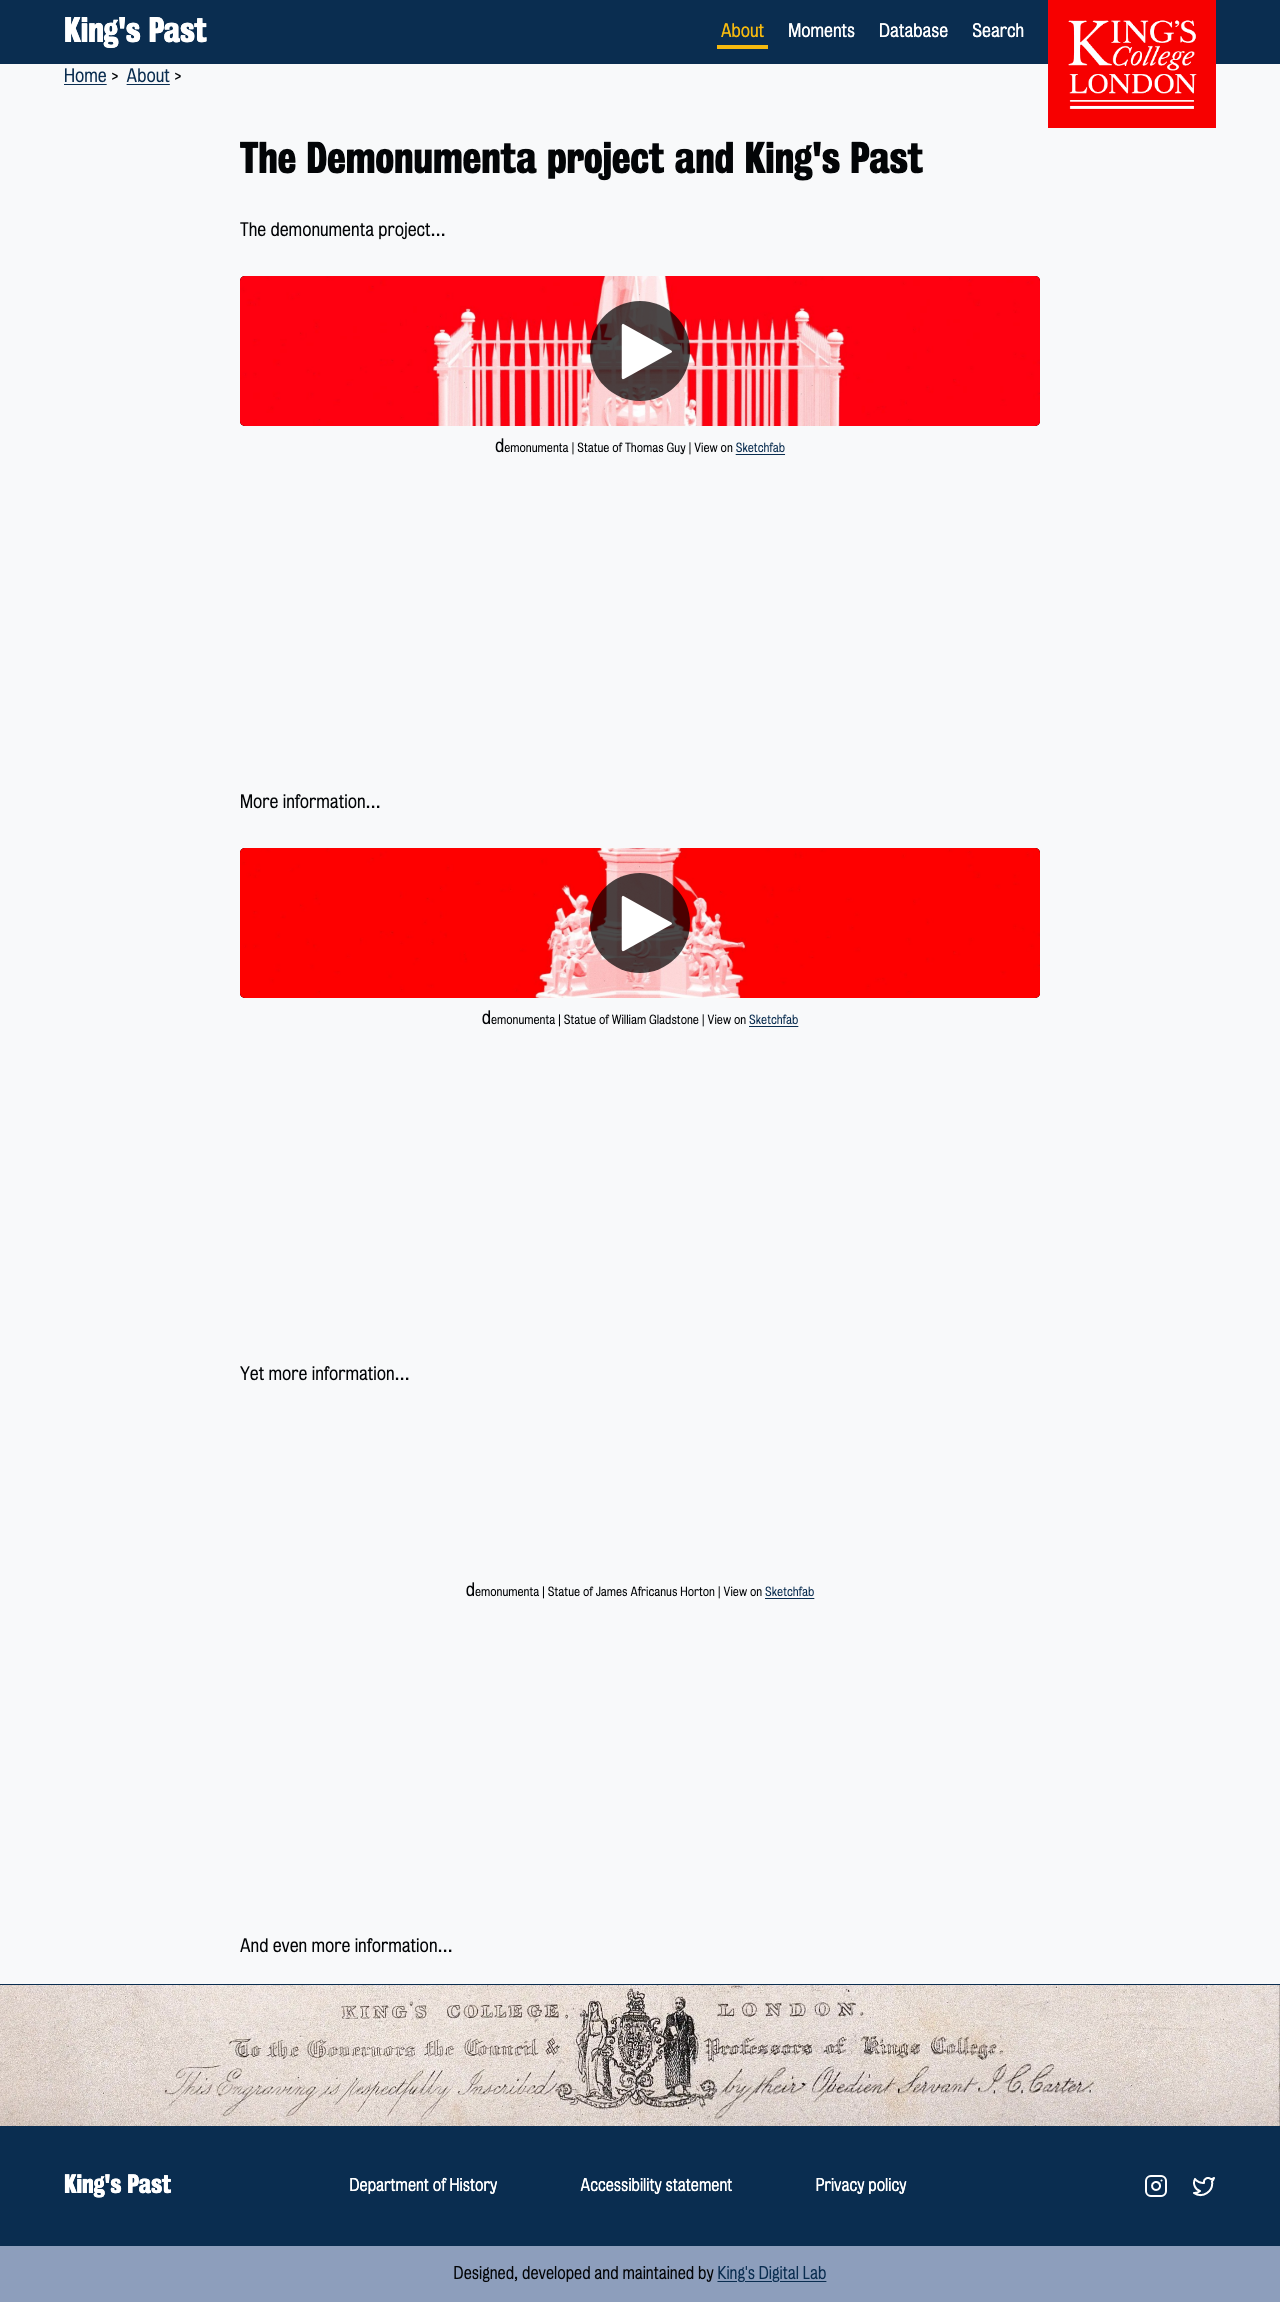 King's Past
About Moments Database Search
KING'S
College
LONDON
Home > About >
The Demonumenta project and King's Past
The demonumenta project...
demonumenta | Statue of Thomas Guy | View on Sketchfab
More information...
demonumenta | Statue of William Gladstone | View on Sketchfab
Yet more information...
demonumenta | Statue of James Africanus Horton | View on Sketchfab
And even more information...
KING'S COLLEGE, LONDON.
To the Governors the Council & Professors of Kings College.
This Engraving is respectfully Inscribed by their Obedient Servant J. C. Carter.
King's Past Department of History Accessibility statement Privacy policy
Designed, developed and maintained by King's Digital Lab